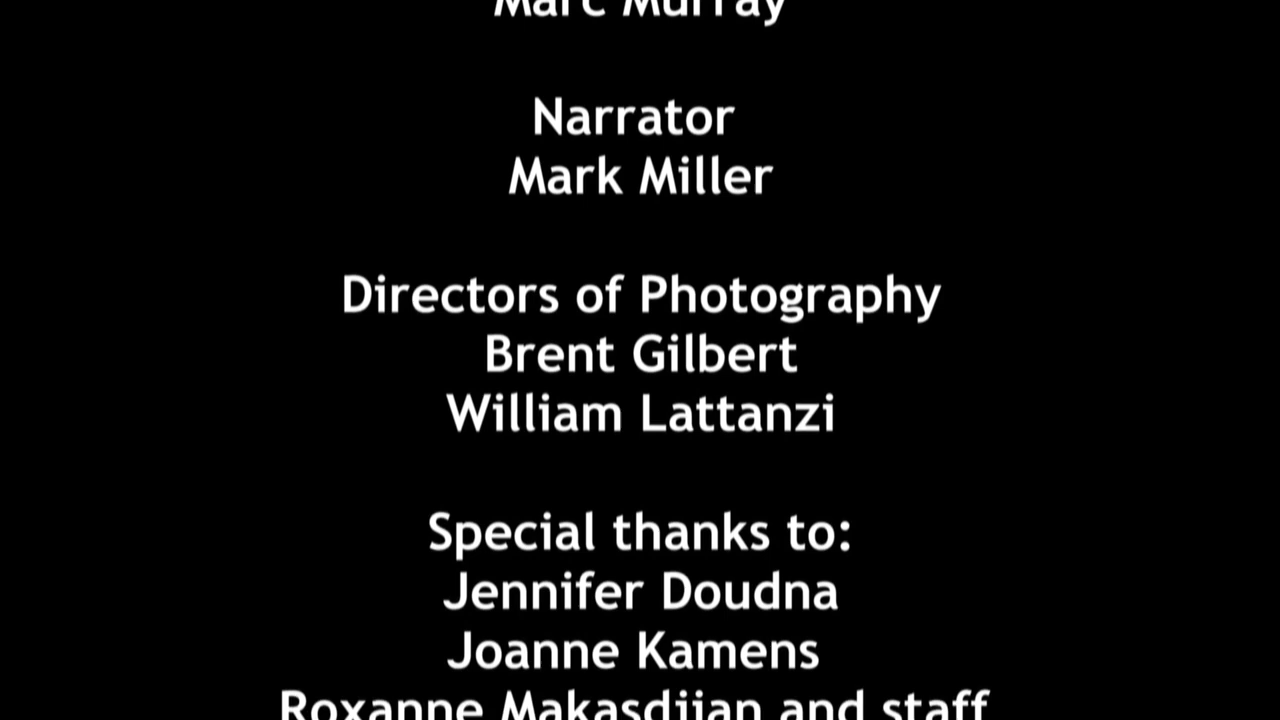 Marc Murray
Narrator
Mark Miller
Directors of Photography
Brent Gilbert
William Lattanzi
Special thanks to:
Jennifer Doudna
Joanne Kamens
Roxanne Makasdjian and staff